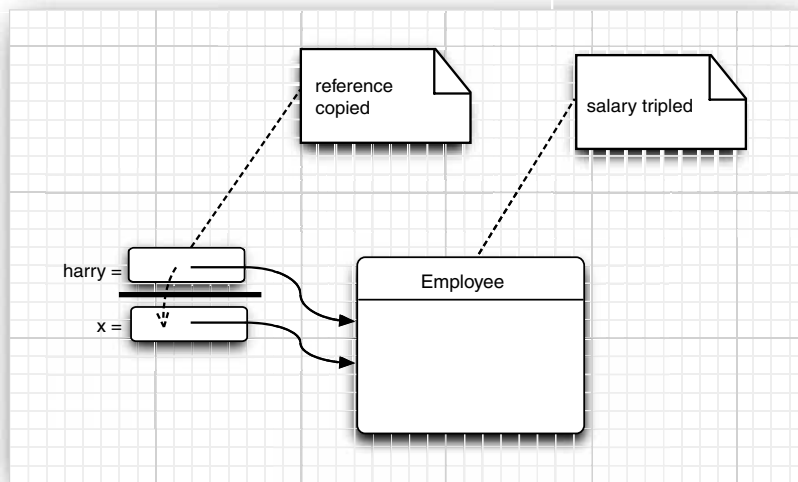 reference
copied
salary tripled
harry =
Employee
x =